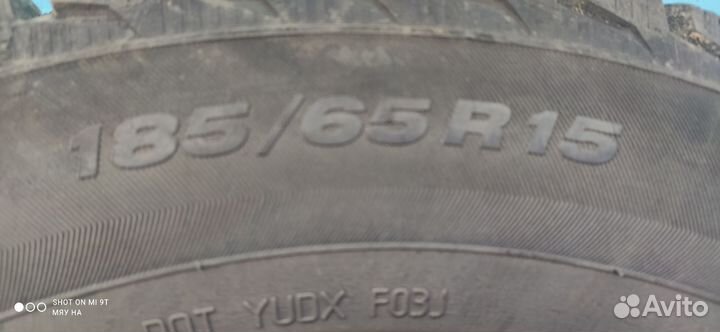 185/65R15
DOT YUDX F03J
SHOT ON MI 9T
МЯУ НА
Avito